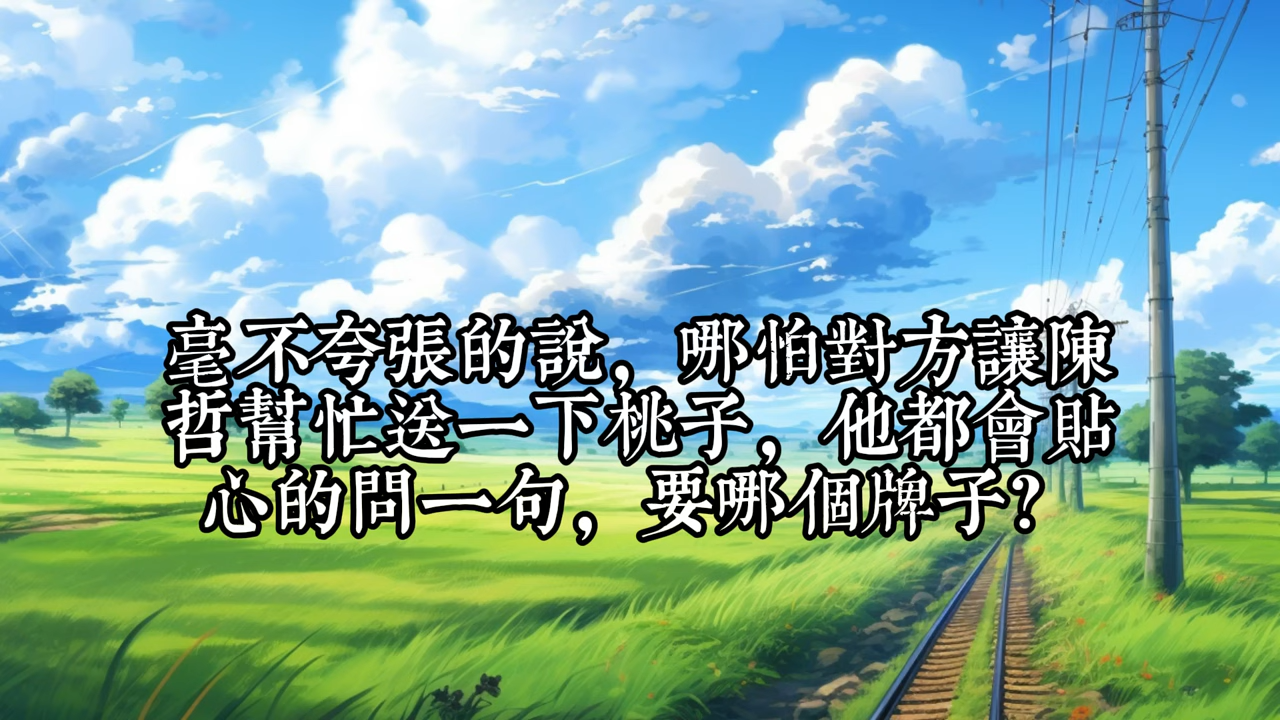 毫不夸張的說，哪怕對方讓陳
哲幫忙送一下桃子，他都會貼
心的問一句，要哪個牌子？